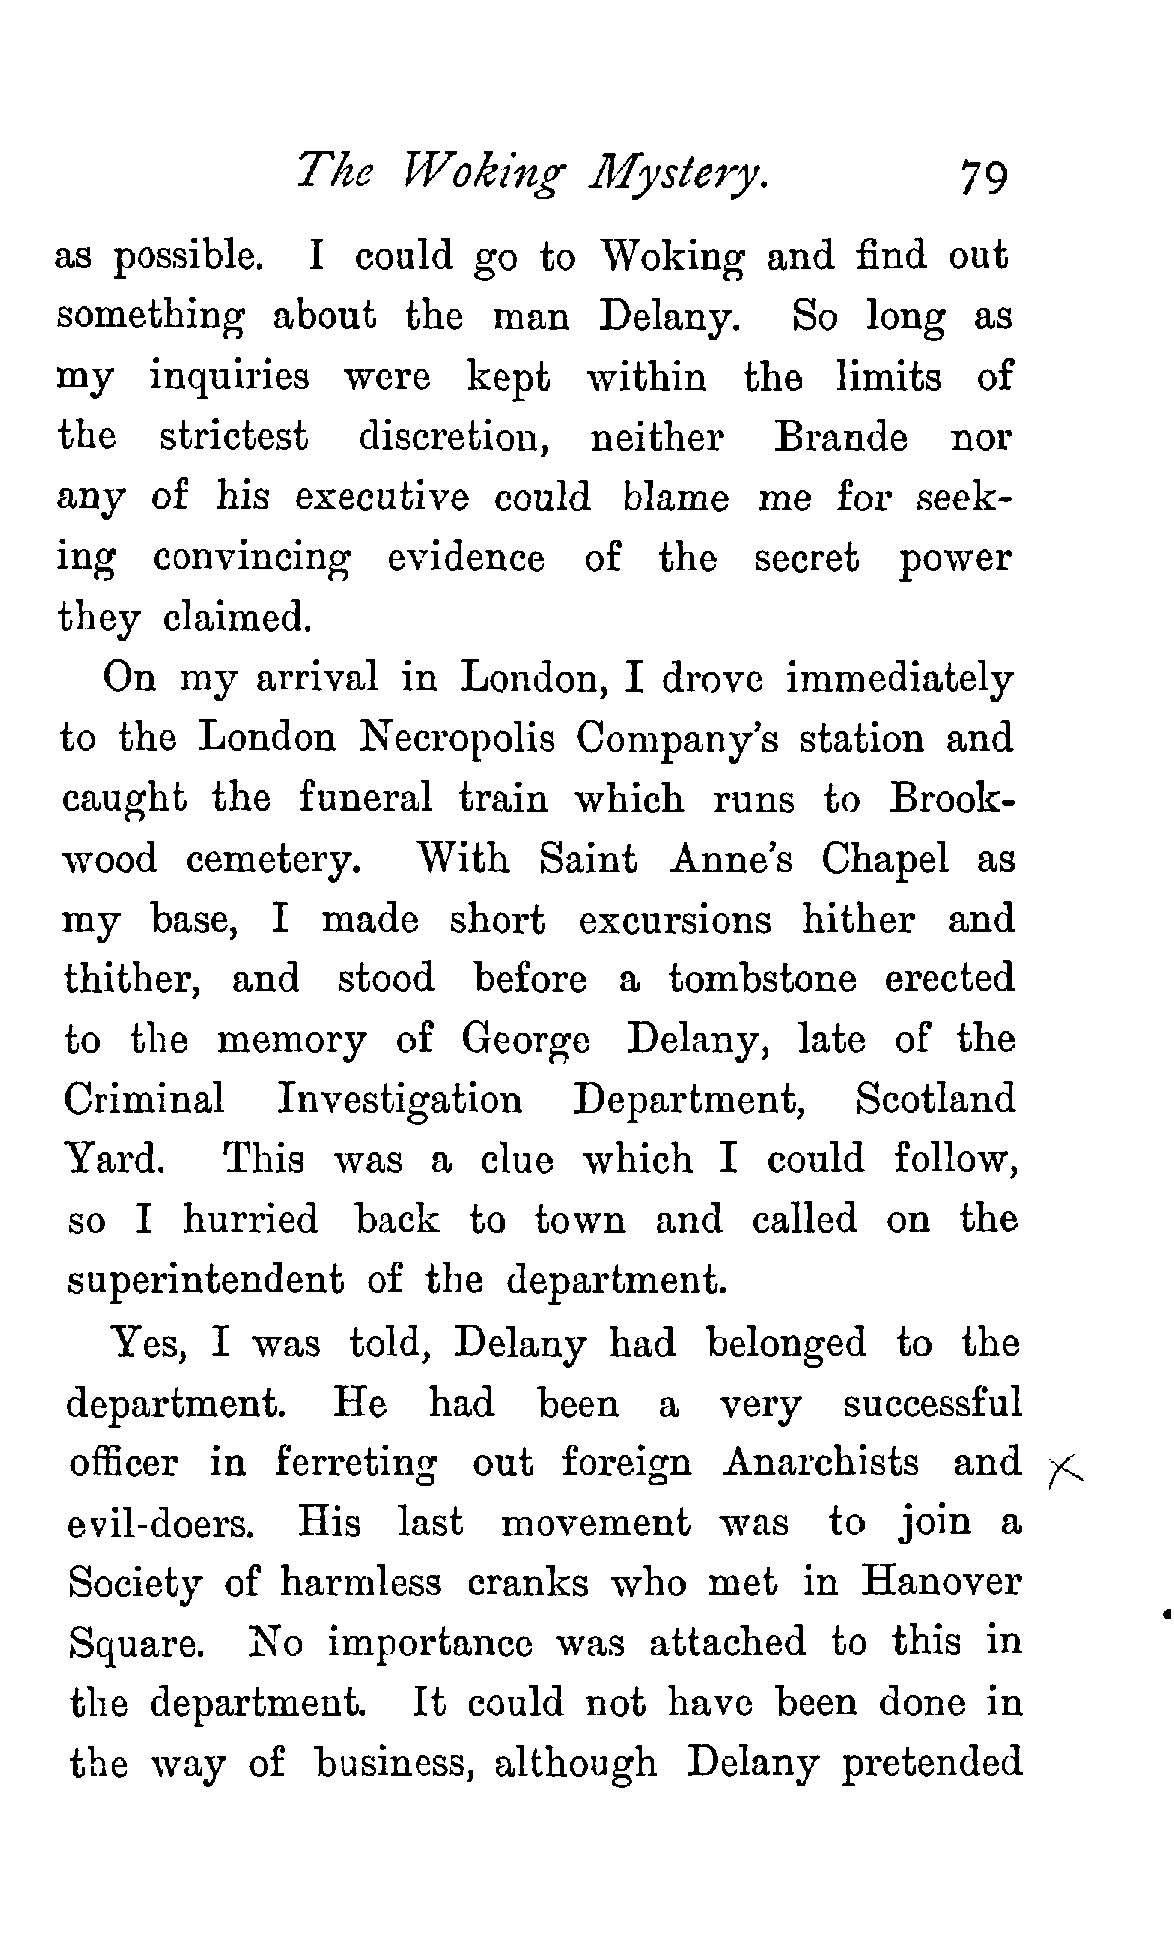 The Woking Mystery. 79
as possible. I could go to Woking and find out
something about the man Delany. So long as
my inquiries were kept within the limits of
the strictest discretion, neither Brande nor
any of his executive could blame me for seek-
ing convincing evidence of the secret power
they claimed.
On my arrival in London, I drove immediately
to the London Necropolis Company's station and
caught the funeral train which runs to Brook-
wood cemetery. With Saint Anne's Chapel as
my base, I made short excursions hither and
thither, and stood before a tombstone erected
to the memory of George Delany, late of the
Criminal Investigation Department, Scotland
Yard. This was a clue which I could follow,
so I hurried back to town and called on the
superintendent of the department.
Yes, I was told, Delany had belonged to the
department. He had been a very successful
officer in ferreting out foreign Anarchists and
evil-doers. His last movement was to join a
Society of harmless cranks who met in Hanover
Square. No importance was attached to this in
the department. It could not have been done in
the way of business, although Delany pretended